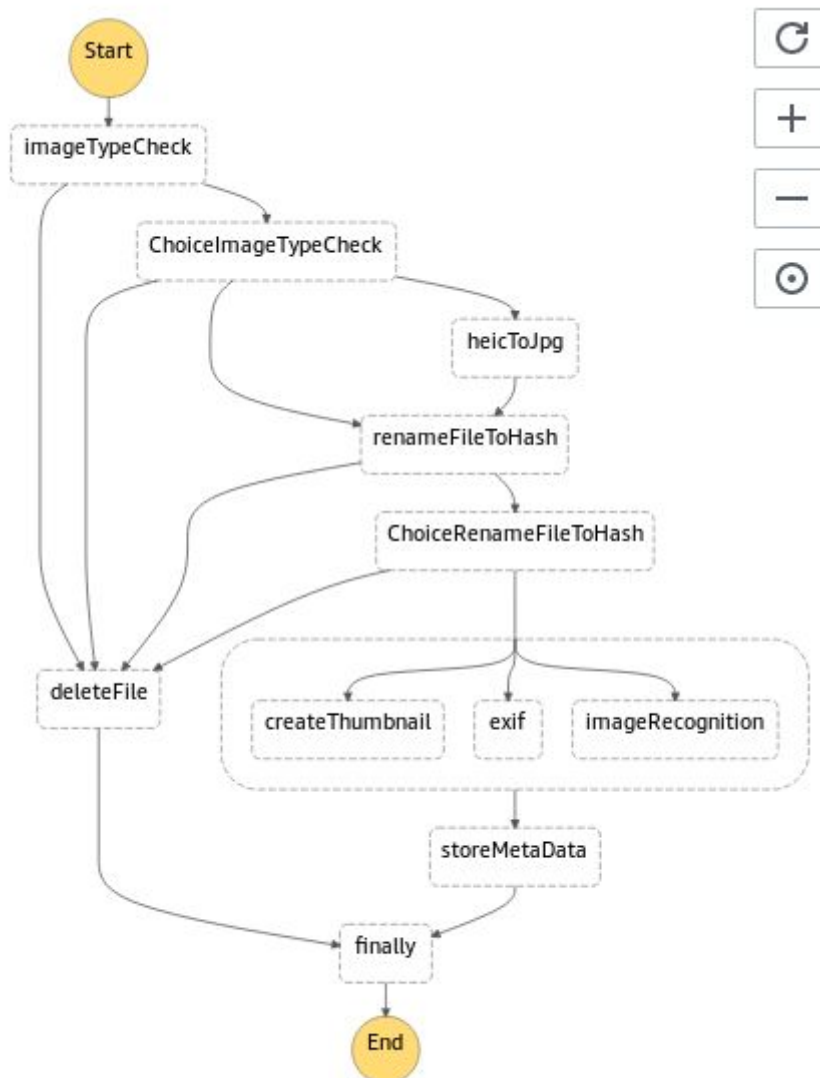 Start
imageTypeCheck
ChoiceImageTypeCheck
heicToJpg
renameFileToHash
ChoiceRenameFileToHash
deleteFile
createThumbnail
exif
imageRecognition
storeMetaData
finally
End